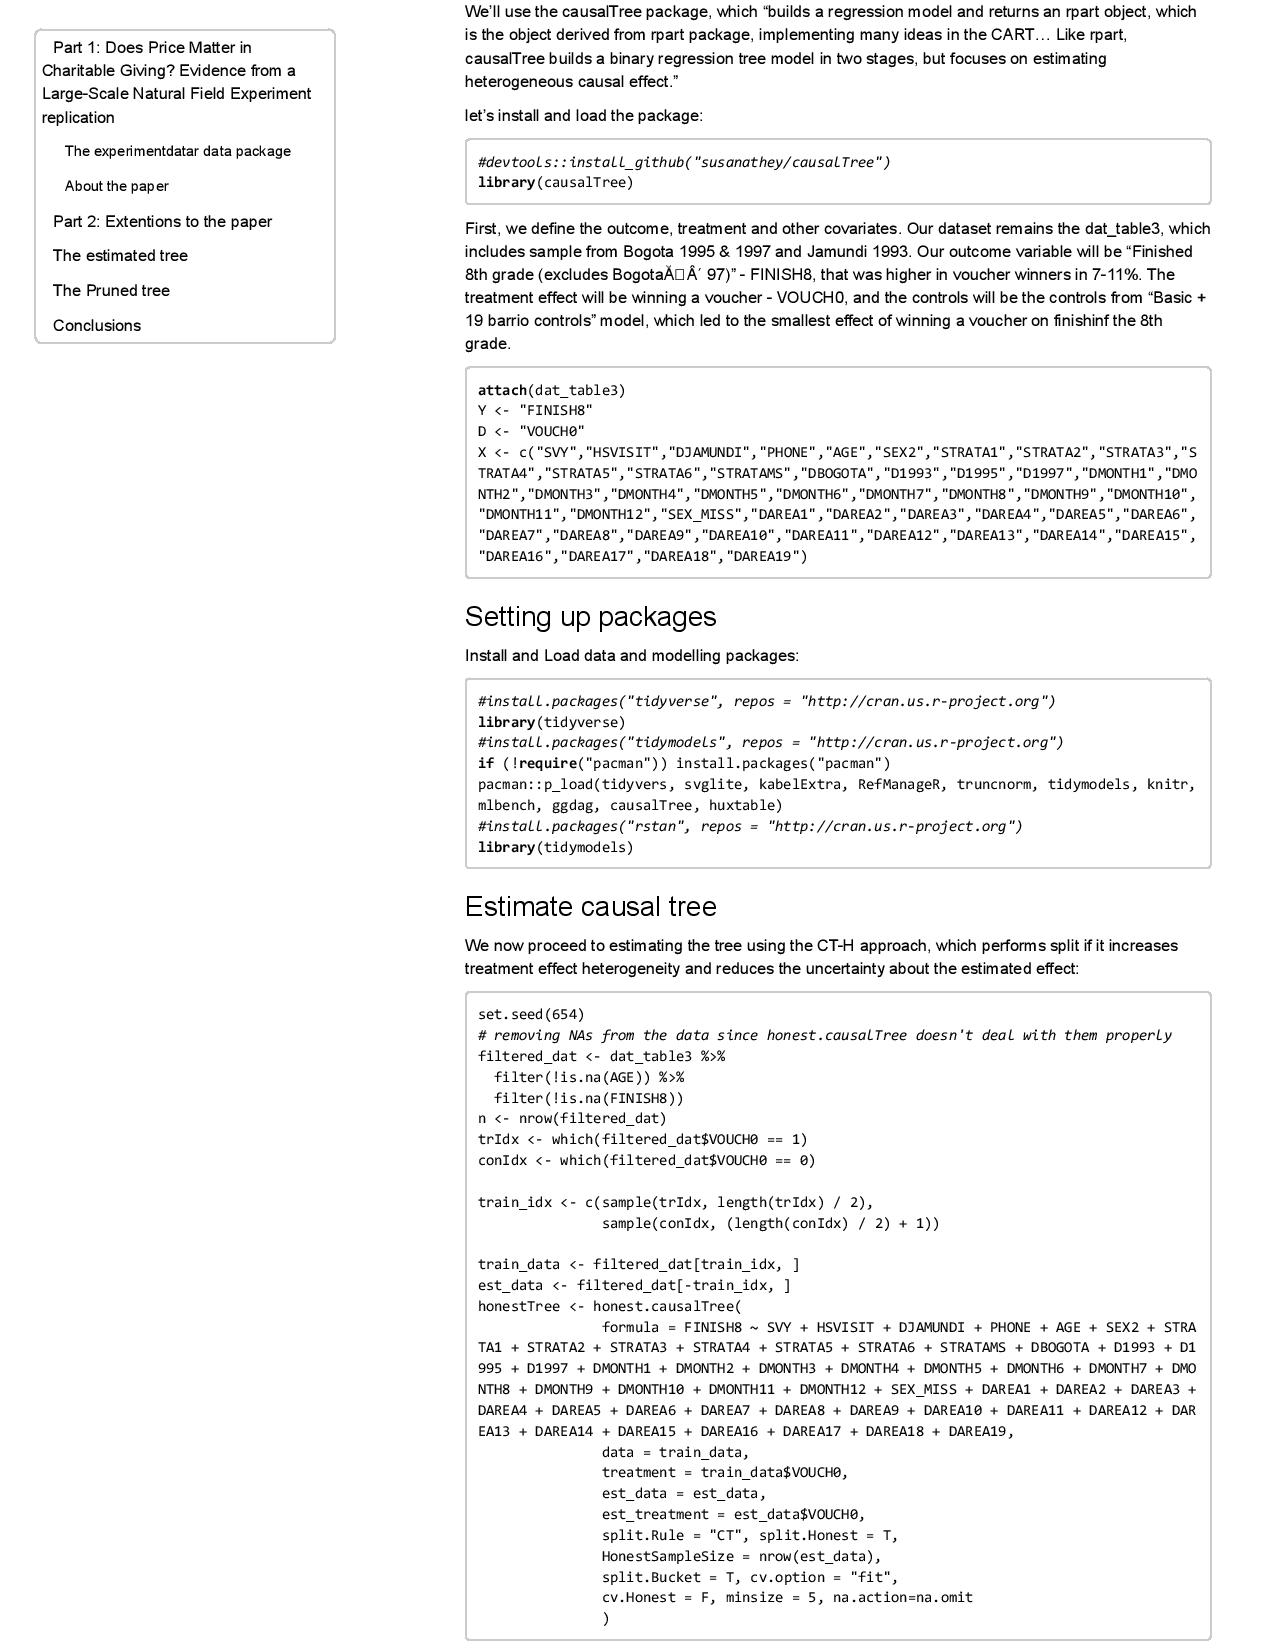 Part 1: Does Price Matter in
Charitable Giving? Evidence from a
Large-Scale Natural Field Experiment
replication
The experimentdatar data package
About the paper
Part 2: Extentions to the paper
The estimated tree
The Pruned tree
Conclusions
We’ll use the causalTree package, which “builds a regression model and returns an rpart object, which
is the object derived from rpart package, implementing many ideas in the CART… Like rpart,
causalTree builds a binary regression tree model in two stages, but focuses on estimating
heterogeneous causal effect.”
let’s install and load the package:
#devtools::install_github("susanathey/causalTree")
library(causalTree)
First, we define the outcome, treatment and other covariates. Our dataset remains the dat_table3, which
includes sample from Bogota 1995 & 1997 and Jamundi 1993. Our outcome variable will be “Finished
8th grade (excludes BogotaĂ□Â´ 97)” - FINISH8, that was higher in voucher winners in 7-11%. The
treatment effect will be winning a voucher - VOUCH0, and the controls will be the controls from “Basic +
19 barrio controls” model, which led to the smallest effect of winning a voucher on finishinf the 8th
grade.
attach(dat_table3)
Y <- "FINISH8"
D <- "VOUCH0"
X <- c("SVY","HSVISIT","DJAMUNDI","PHONE","AGE","SEX2","STRATA1","STRATA2","STRATA3","S
TRATA4","STRATA5","STRATA6","STRATAMS","DBOGOTA","D1993","D1995","D1997","DMONTH1","DMO
NTH2","DMONTH3","DMONTH4","DMONTH5","DMONTH6","DMONTH7","DMONTH8","DMONTH9","DMONTH10",
"DMONTH11","DMONTH12","SEX_MISS","DAREA1","DAREA2","DAREA3","DAREA4","DAREA5","DAREA6",
"DAREA7","DAREA8","DAREA9","DAREA10","DAREA11","DAREA12","DAREA13","DAREA14","DAREA15",
"DAREA16","DAREA17","DAREA18","DAREA19")
Setting up packages
Install and Load data and modelling packages:
#install.packages("tidyverse", repos = "http://cran.us.r-project.org")
library(tidyverse)
#install.packages("tidymodels", repos = "http://cran.us.r-project.org")
if (!require("pacman")) install.packages("pacman")
pacman::p_load(tidyvers, svglite, kabelExtra, RefManageR, truncnorm, tidymodels, knitr,
mlbench, ggdag, causalTree, huxtable)
#install.packages("rstan", repos = "http://cran.us.r-project.org")
library(tidymodels)
Estimate causal tree
We now proceed to estimating the tree using the CT-H approach, which performs split if it increases
treatment effect heterogeneity and reduces the uncertainty about the estimated effect:
set.seed(654)
# removing NAs from the data since honest.causalTree doesn't deal with them properly
filtered_dat <- dat_table3 %>%
  filter(!is.na(AGE)) %>%
  filter(!is.na(FINISH8))
n <- nrow(filtered_dat)
trIdx <- which(filtered_dat$VOUCH0 == 1)
conIdx <- which(filtered_dat$VOUCH0 == 0)
train_idx <- c(sample(trIdx, length(trIdx) / 2),
               sample(conIdx, (length(conIdx) / 2) + 1))
train_data <- filtered_dat[train_idx, ]
est_data <- filtered_dat[-train_idx, ]
honestTree <- honest.causalTree(
               formula = FINISH8 ~ SVY + HSVISIT + DJAMUNDI + PHONE + AGE + SEX2 + STRA
TA1 + STRATA2 + STRATA3 + STRATA4 + STRATA5 + STRATA6 + STRATAMS + DBOGOTA + D1993 + D1
995 + D1997 + DMONTH1 + DMONTH2 + DMONTH3 + DMONTH4 + DMONTH5 + DMONTH6 + DMONTH7 + DMO
NTH8 + DMONTH9 + DMONTH10 + DMONTH11 + DMONTH12 + SEX_MISS + DAREA1 + DAREA2 + DAREA3 +
DAREA4 + DAREA5 + DAREA6 + DAREA7 + DAREA8 + DAREA9 + DAREA10 + DAREA11 + DAREA12 + DAR
EA13 + DAREA14 + DAREA15 + DAREA16 + DAREA17 + DAREA18 + DAREA19,
               data = train_data,
               treatment = train_data$VOUCH0,
               est_data = est_data,
               est_treatment = est_data$VOUCH0,
               split.Rule = "CT", split.Honest = T,
               HonestSampleSize = nrow(est_data),
               split.Bucket = T, cv.option = "fit",
               cv.Honest = F, minsize = 5, na.action=na.omit
               )